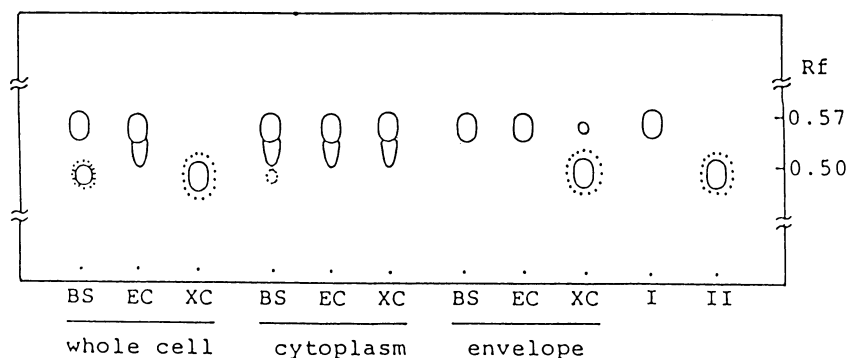 Rf
0.57
0.50
BS EC XC BS EC XC BS EC XC I II
whole cell cytoplasm envelope